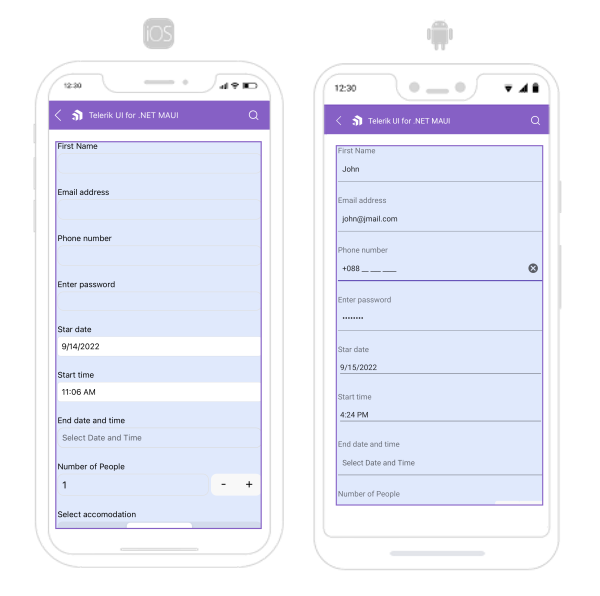 iOS
12:30
Telerik UI for .NET MAUI
First Name
Email address
Phone number
Enter password
Star date
9/14/2022
Start time
11:06 AM
End date and time
Select Date and Time
Number of People
1
- +
Select accomodation
12:30
Telerik UI for .NET MAUI
First Name
John
Email address
john@jmail.com
Phone number
+088 __ ___ ____
Enter password
••••••••
Star date
9/15/2022
Start time
4:24 PM
End date and time
Select Date and Time
Number of People